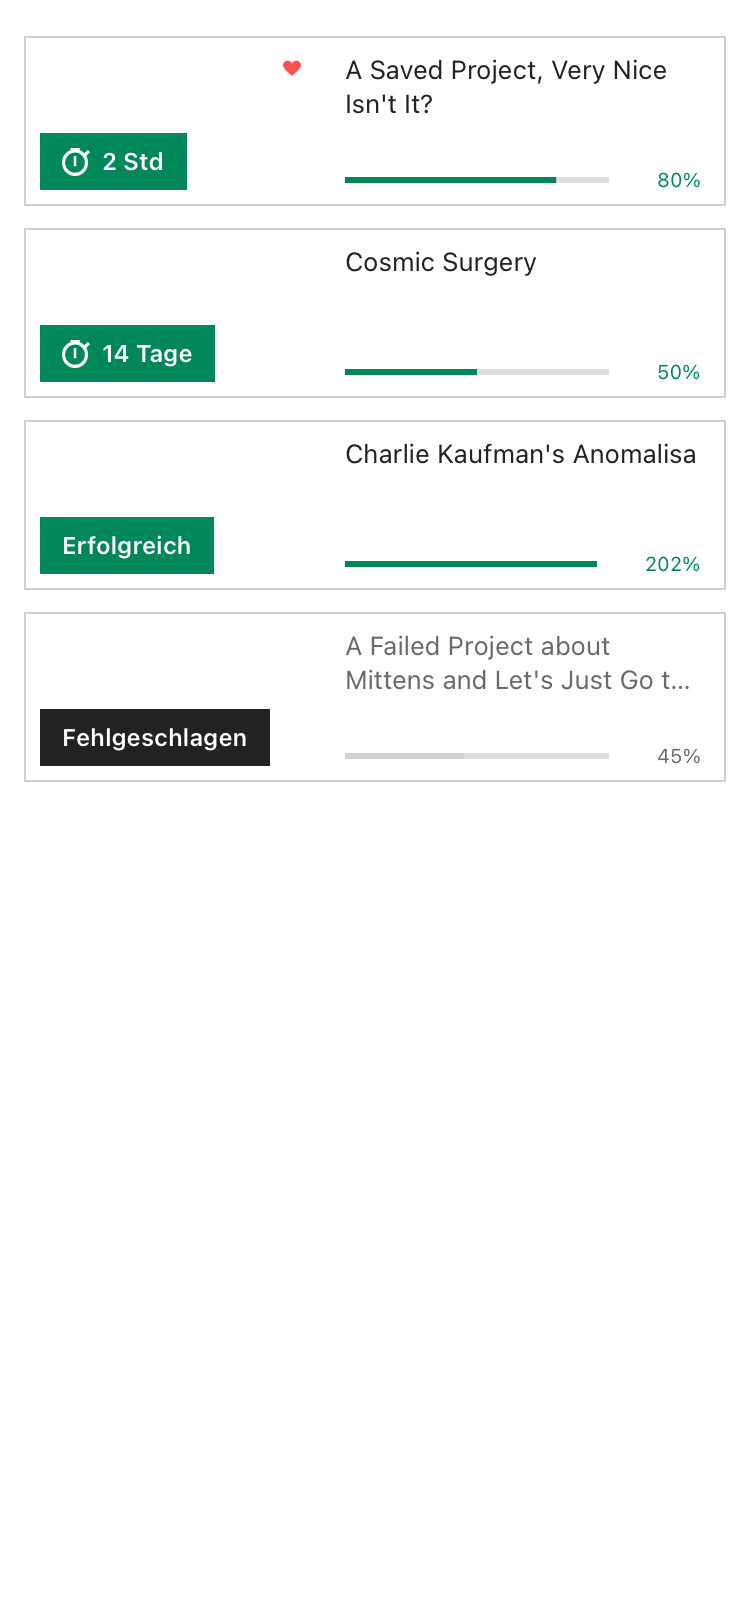 A Saved Project, Very Nice
Isn't It?
2 Std
80%
Cosmic Surgery
14 Tage
50%
Charlie Kaufman's Anomalisa
Erfolgreich
202%
A Failed Project about
Mittens and Let's Just Go t...
Fehlgeschlagen
45%